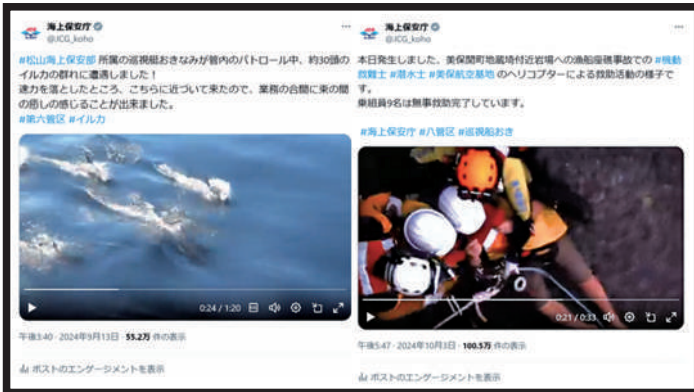 海上保安庁
@JCG_koho
#松山海上保安部 所属の巡視艇おきなみが管内のパトロール中、約30頭の
イルカの群れに遭遇しました！
速力を落としたところ、こちらに近づいて来たので、業務の合間に束の間
の癒しの感じることが出来ました。
#第六管区 #イルカ
0:24 / 1:20
午後3:40 · 2024年9月13日 · 55.2万 件の表示
ポストのエンゲージメントを表示
海上保安庁
@JCG_koho
本日発生しました、美保関町地蔵埼付近岩場への漁船座礁事故での #機動
救難士 #潜水士 #美保航空基地 のヘリコプターによる救助活動の様子で
す。
乗組員9名は無事救助完了しています。
#海上保安庁 #八管区 #巡視船おき
0:21 / 0:33
午後5:47 · 2024年10月3日 · 100.5万 件の表示
ポストのエンゲージメントを表示